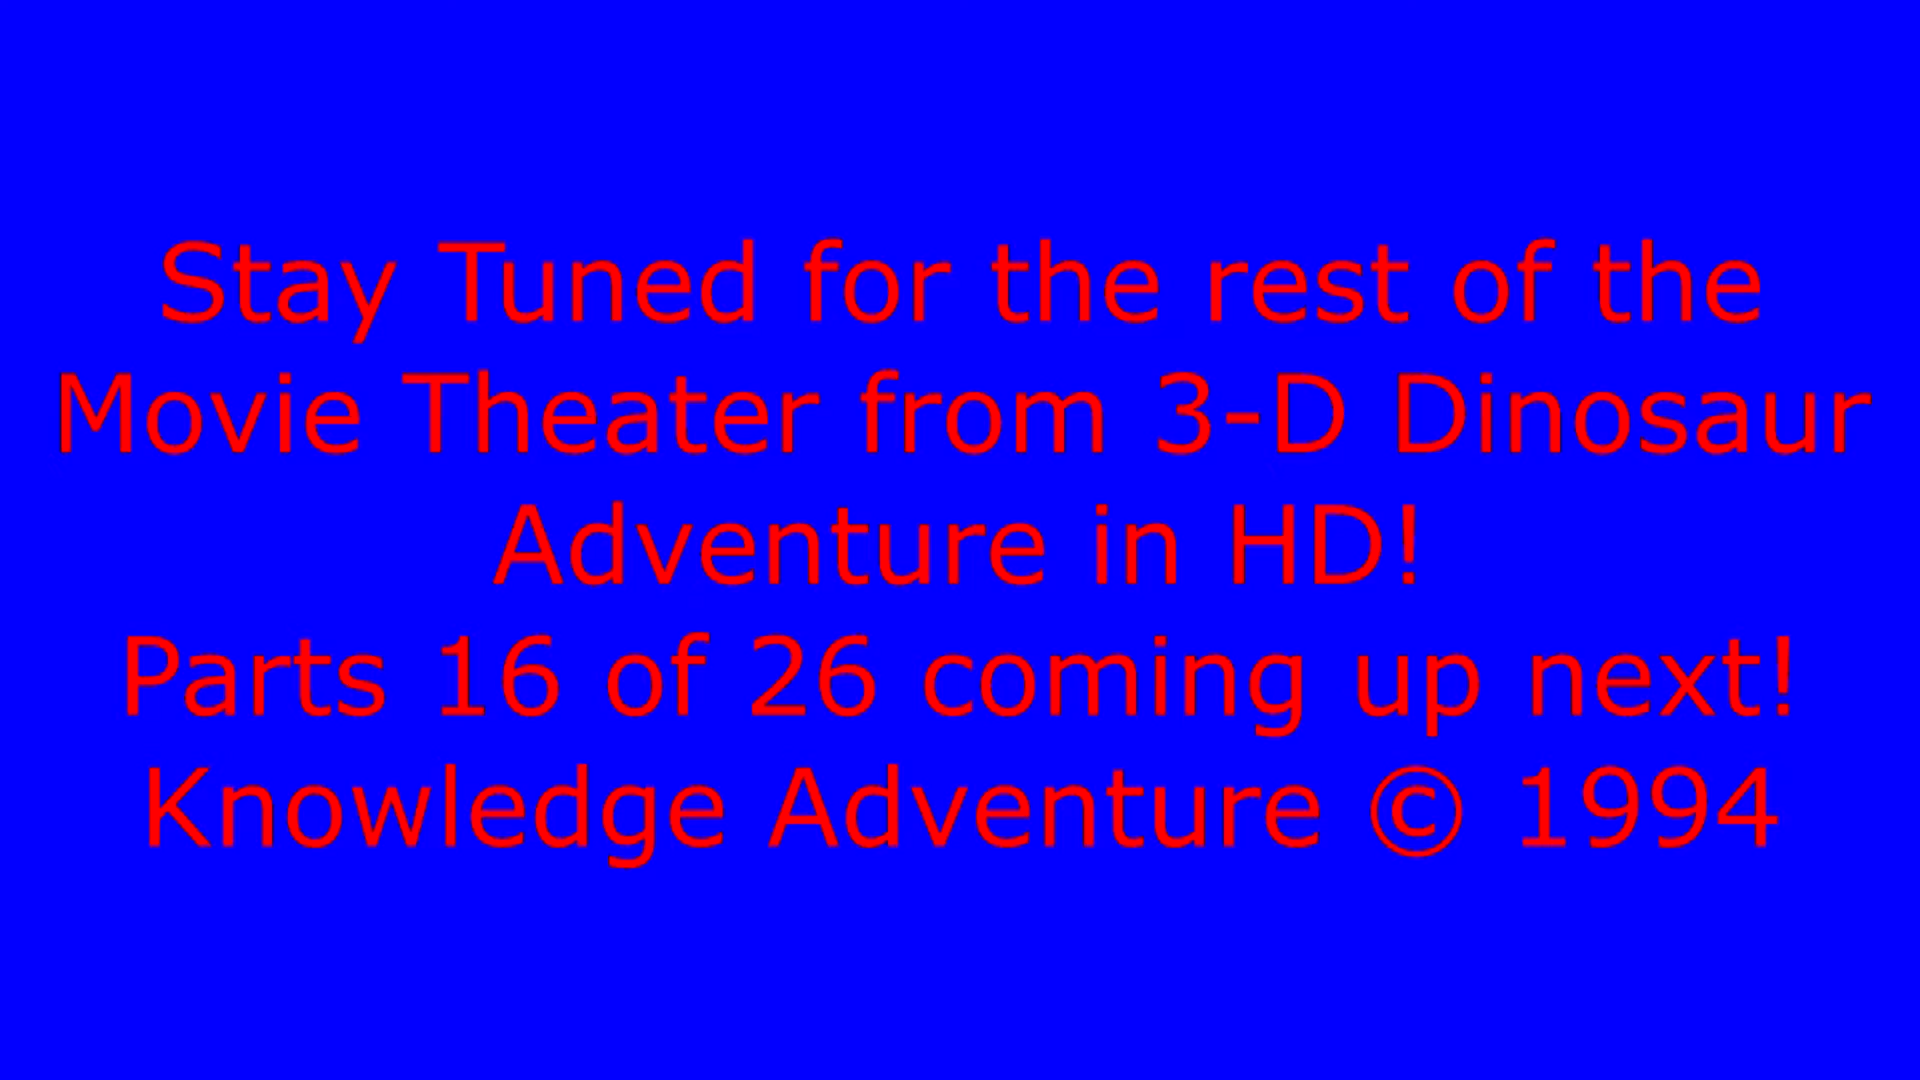 Stay Tuned for the rest of the
Movie Theater from 3-D Dinosaur
Adventure in HD!
Parts 16 of 26 coming up next!
Knowledge Adventure © 1994